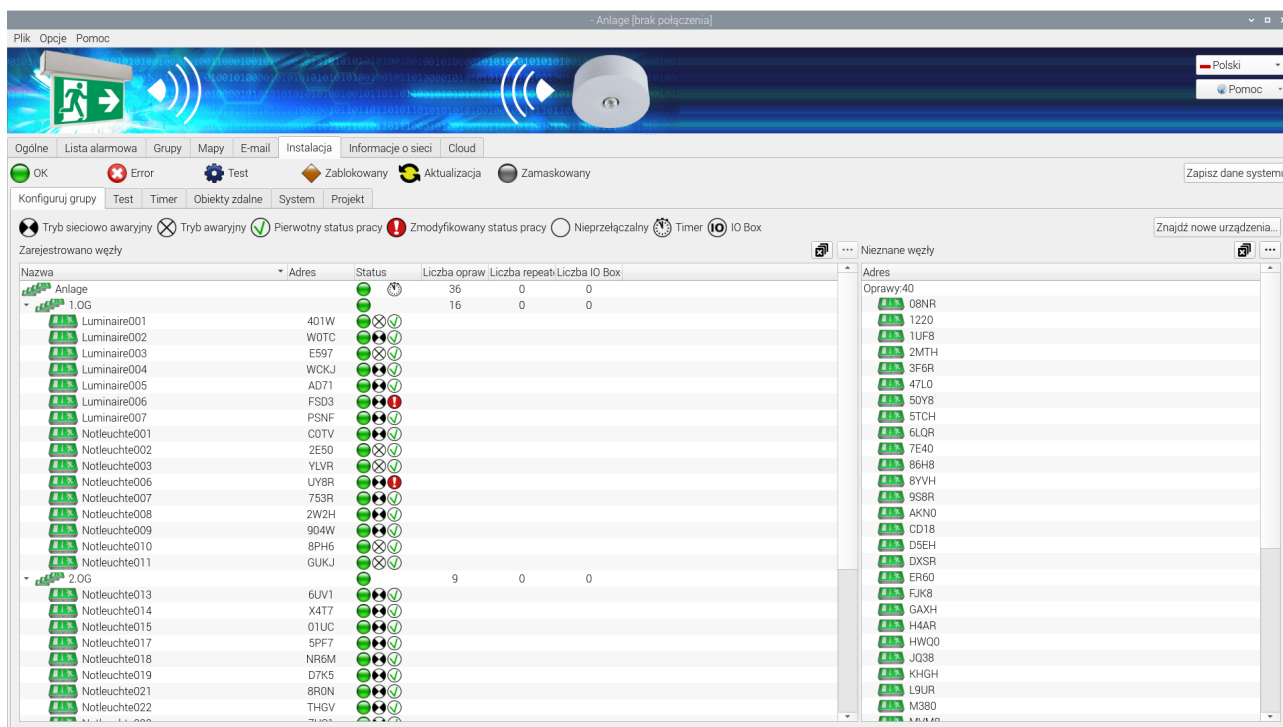 - Anlage [brak połączenia]
Plik Opcje Pomoc
Polski
Pomoc
Ogólne Lista alarmowa Grupy Mapy E-mail Instalacja Informacje o sieci Cloud
OK Error Test Zablokowany Aktualizacja Zamaskowany Zapisz dane systemu
Konfiguruj grupy Test Timer Obiekty zdalne System Projekt
Tryb sieciowo awaryjny Tryb awaryjny Pierwotny status pracy Zmodyfikowany status pracy Nieprzełączalny Timer IO IO Box Znajdź nowe urządzenia...
Zarejestrowano węzły ... Nieznane węzły ...
Nazwa Adres Status Liczba opraw Liczba repeat Liczba IO Box Adres
Anlage 36 0 0 Oprawy:40
1.OG 16 0 0 08NR
Luminaire001 401W 1220
Luminaire002 W0TC 1UF8
Luminaire003 E597 2MTH
Luminaire004 WCKJ 3F6R
Luminaire005 AD71 47L0
Luminaire006 FSD3 50Y8
Luminaire007 PSNF 5TCH
Notleuchte001 C0TV 6LQR
Notleuchte002 2E50 7E40
Notleuchte003 YLVR 86H8
Notleuchte006 UY8R 8YVH
Notleuchte007 753R 9S8R
Notleuchte008 2W2H AKN0
Notleuchte009 904W CD18
Notleuchte010 8PH6 D5EH
Notleuchte011 GUKJ DXSR
2.OG 9 0 0 ER60
Notleuchte013 6UV1 FJK8
Notleuchte014 X4T7 GAXH
Notleuchte015 01UC H4AR
Notleuchte017 5PF7 HWQ0
Notleuchte018 NR6M JQ38
Notleuchte019 D7K5 KHGH
Notleuchte021 8R0N L9UR
Notleuchte022 THGV M380